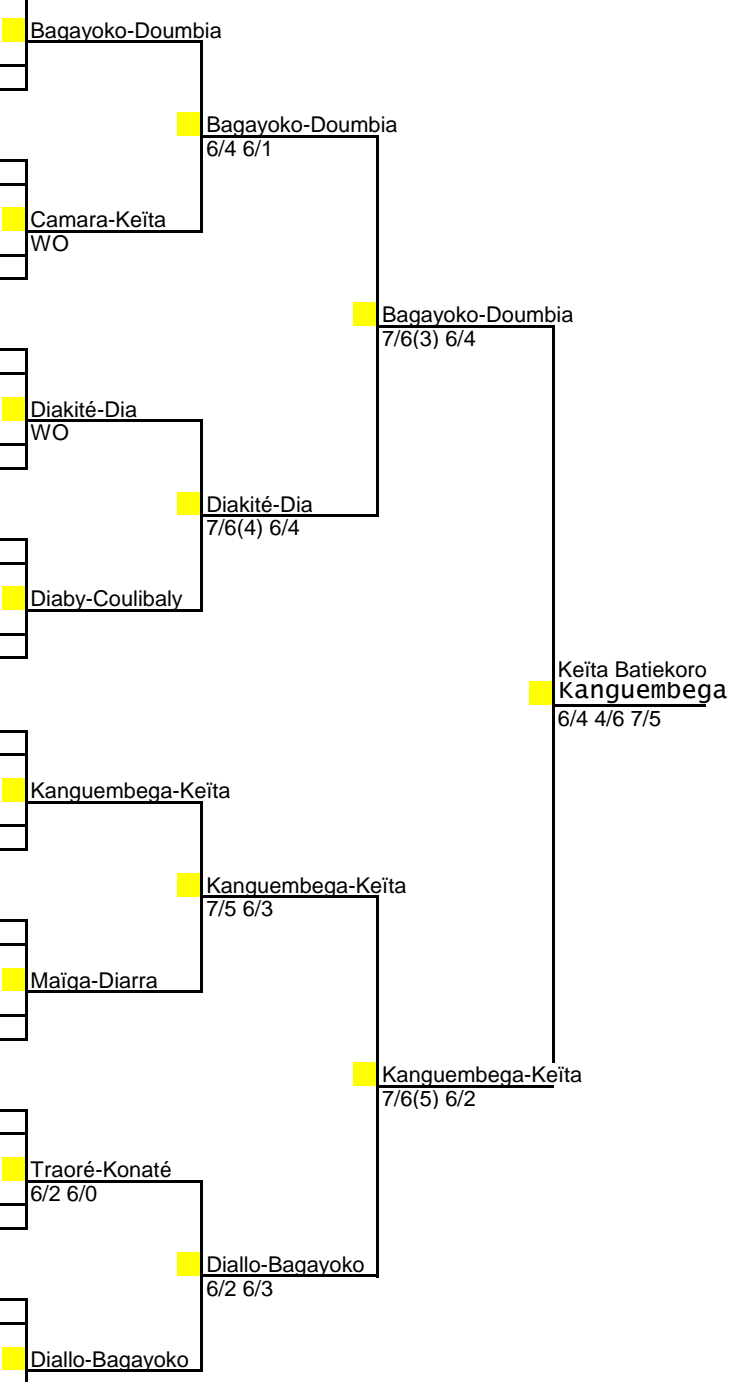 Bagayoko-Doumbia
Bagayoko-Doumbia
6/4 6/1
Camara-Keïta
WO
Bagayoko-Doumbia
7/6(3) 6/4
Diakité-Dia
WO
Diakité-Dia
7/6(4) 6/4
Diaby-Coulibaly
Keïta Batiekoro
Kanguembega
6/4 4/6 7/5
Kanguembega-Keïta
Kanguembega-Keïta
7/5 6/3
Maïga-Diarra
Kanguembega-Keïta
7/6(5) 6/2
Traoré-Konaté
6/2 6/0
Diallo-Bagayoko
6/2 6/3
Diallo-Bagayoko